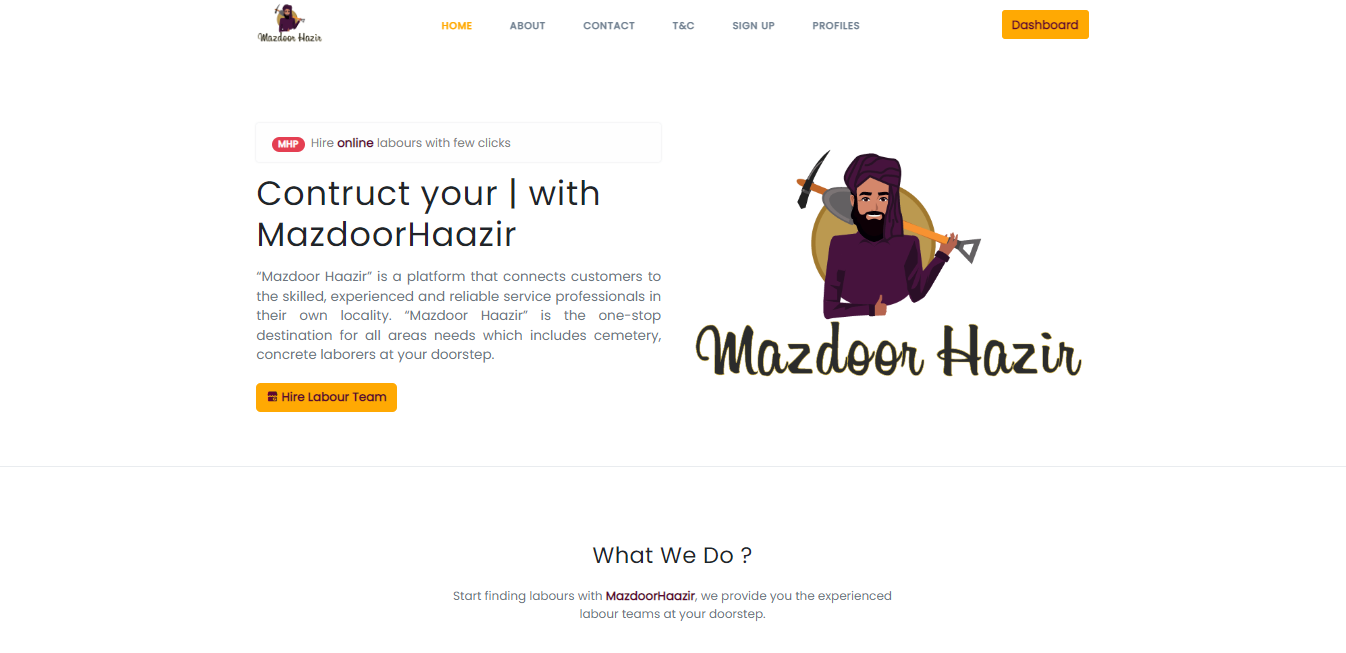 Mazdoor Hazir
HOME ABOUT CONTACT T&C SIGN UP PROFILES
Dashboard
MHP Hire online labours with few clicks
Contruct your | with
MazdoorHaazir
“Mazdoor Haazir” is a platform that connects customers to
the skilled, experienced and reliable service professionals in
their own locality. “Mazdoor Haazir” is the one-stop
destination for all areas needs which includes cemetery,
concrete laborers at your doorstep.
Hire Labour Team
Mazdoor Hazir
What We Do ?
Start finding labours with MazdoorHaazir, we provide you the experienced
labour teams at your doorstep.